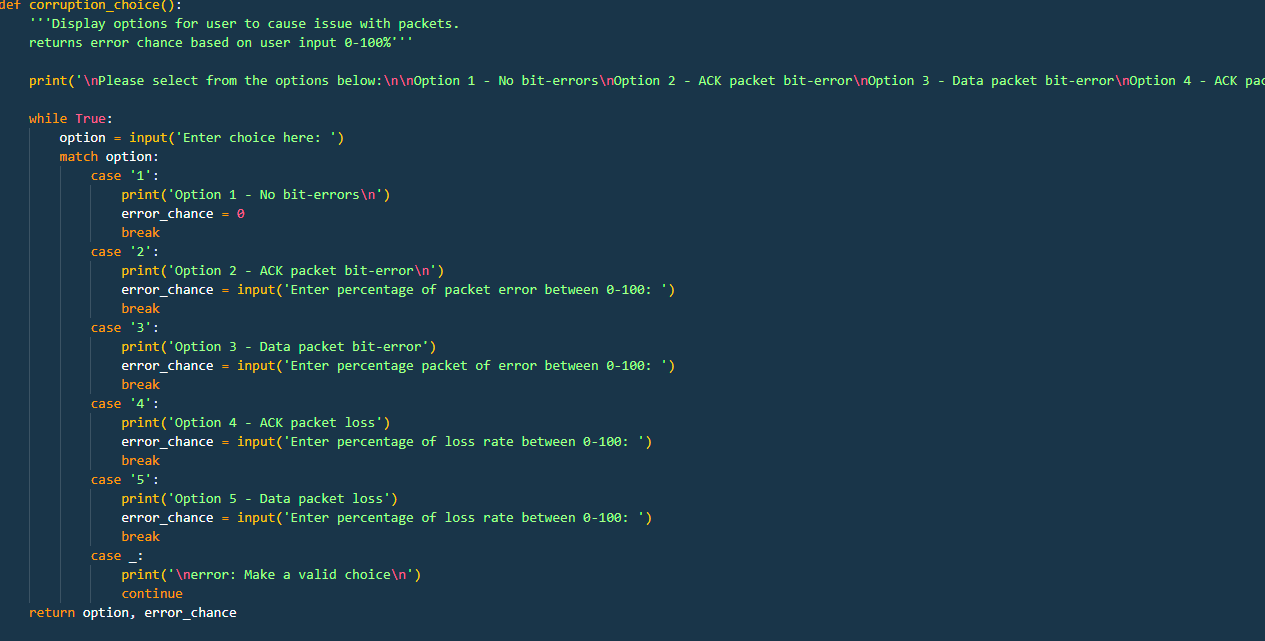 def corruption_choice():
    '''Display options for user to cause issue with packets.
    returns error chance based on user input 0-100%'''

    print('\nPlease select from the options below:\n\nOption 1 - No bit-errors\nOption 2 - ACK packet bit-error\nOption 3 - Data packet bit-error\nOption 4 - ACK

    while True:
        option = input('Enter choice here: ')
        match option:
            case '1':
                print('Option 1 - No bit-errors\n')
                error_chance = 0
                break
            case '2':
                print('Option 2 - ACK packet bit-error\n')
                error_chance = input('Enter percentage of packet error between 0-100: ')
                break
            case '3':
                print('Option 3 - Data packet bit-error')
                error_chance = input('Enter percentage packet of error between 0-100: ')
                break
            case '4':
                print('Option 4 - ACK packet loss')
                error_chance = input('Enter percentage of loss rate between 0-100: ')
                break
            case '5':
                print('Option 5 - Data packet loss')
                error_chance = input('Enter percentage of loss rate between 0-100: ')
                break
            case _:
                print('\nerror: Make a valid choice\n')
                continue
    return option, error_chance